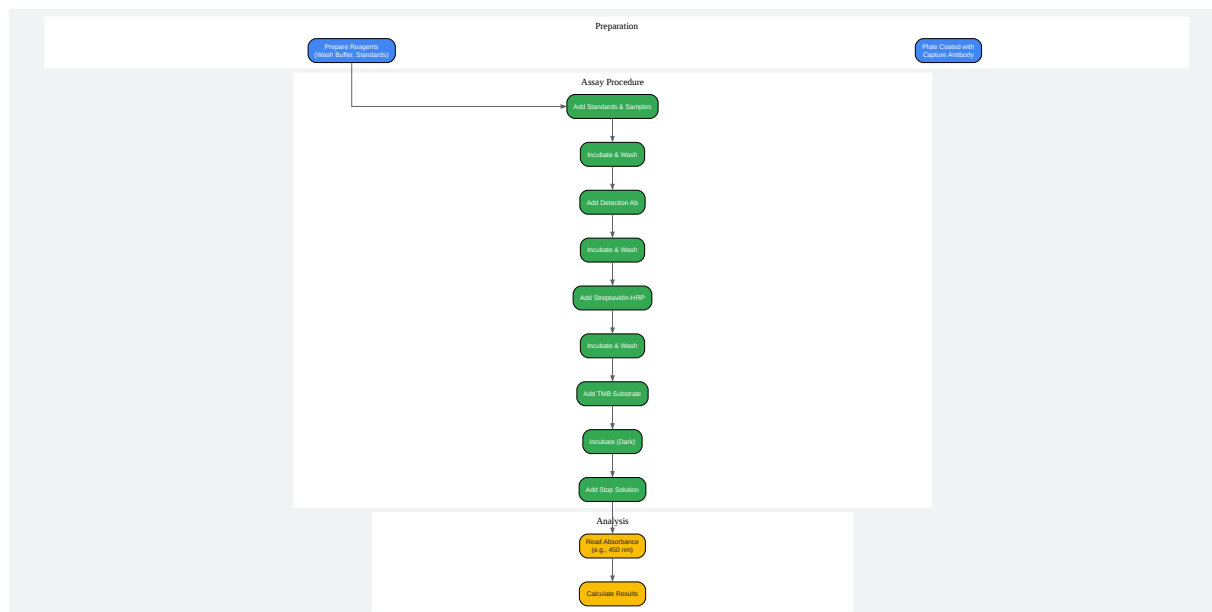 Preparation
Prepare Reagents
(Wash Buffer, Standards)
Plate Coated with
Capture Antibody
Assay Procedure
Add Standards & Samples
Incubate & Wash
Add Detection Ab
Incubate & Wash
Add Streptavidin-HRP
Incubate & Wash
Add TMB Substrate
Incubate (Dark)
Add Stop Solution
Analysis
Read Absorbance
(e.g., 450 nm)
Calculate Results